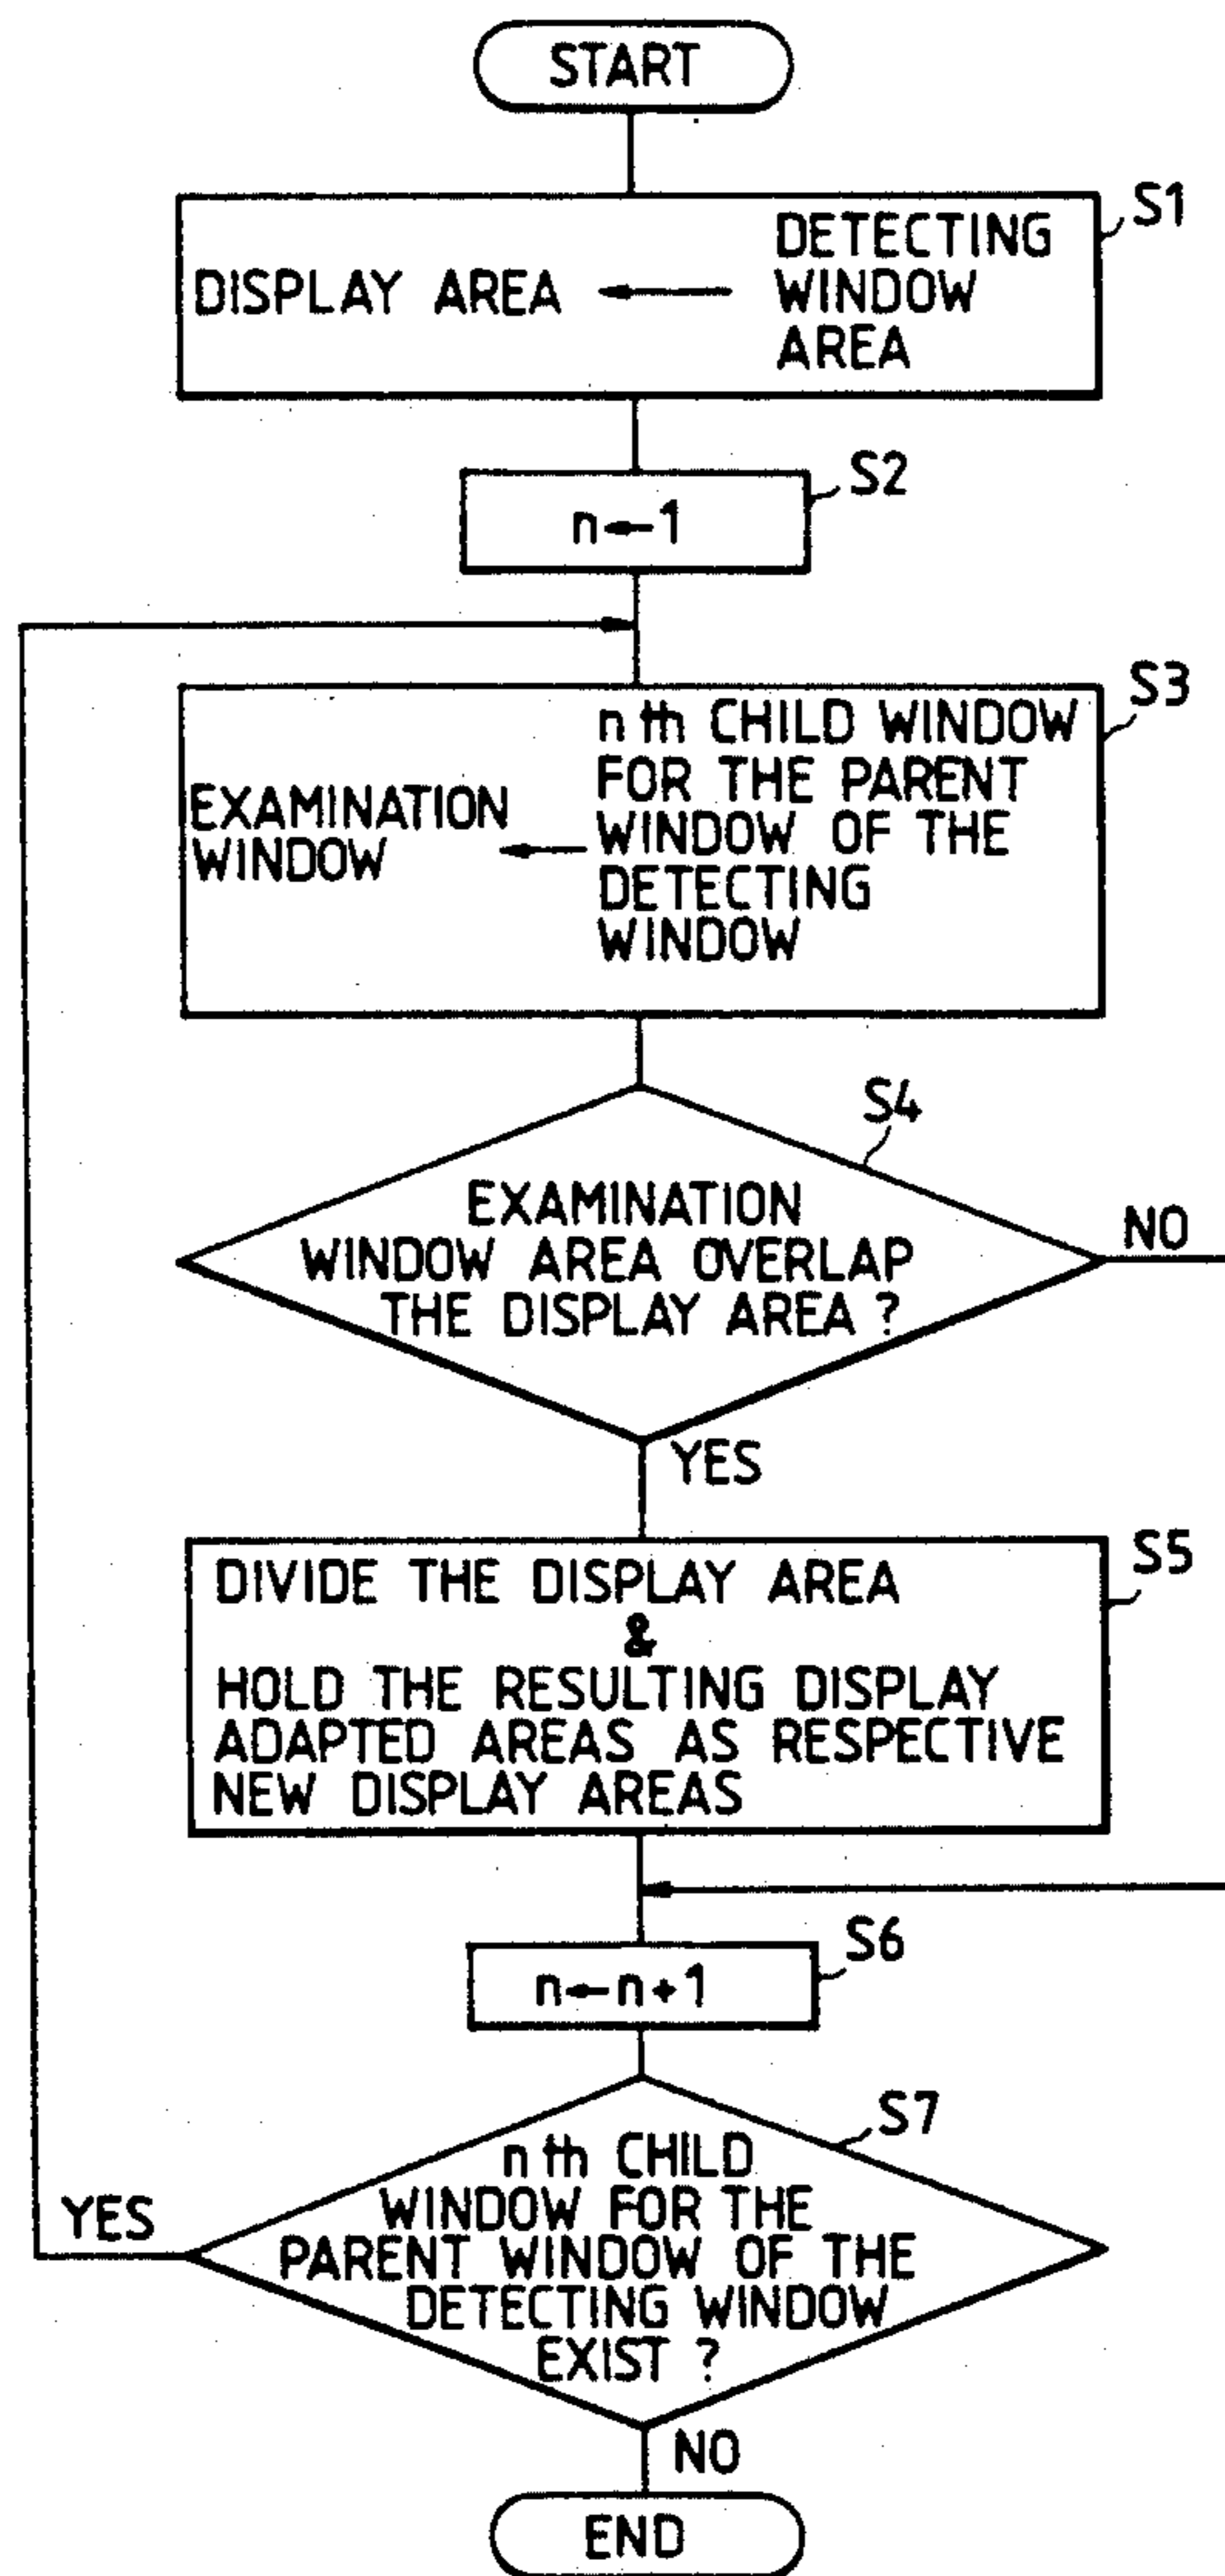 START
S1
DETECTING
DISPLAY AREA ← WINDOW
AREA
S2
n←1
S3
nth CHILD WINDOW
FOR THE PARENT
EXAMINATION
WINDOW ← WINDOW OF THE
DETECTING
WINDOW
S4
EXAMINATION
WINDOW AREA OVERLAP
THE DISPLAY AREA ?
NO
YES
S5
DIVIDE THE DISPLAY AREA
&
HOLD THE RESULTING DISPLAY
ADAPTED AREAS AS RESPECTIVE
NEW DISPLAY AREAS
S6
n←n+1
S7
nth CHILD
WINDOW FOR THE
PARENT WINDOW OF THE
DETECTING WINDOW
EXIST ?
YES
NO
END